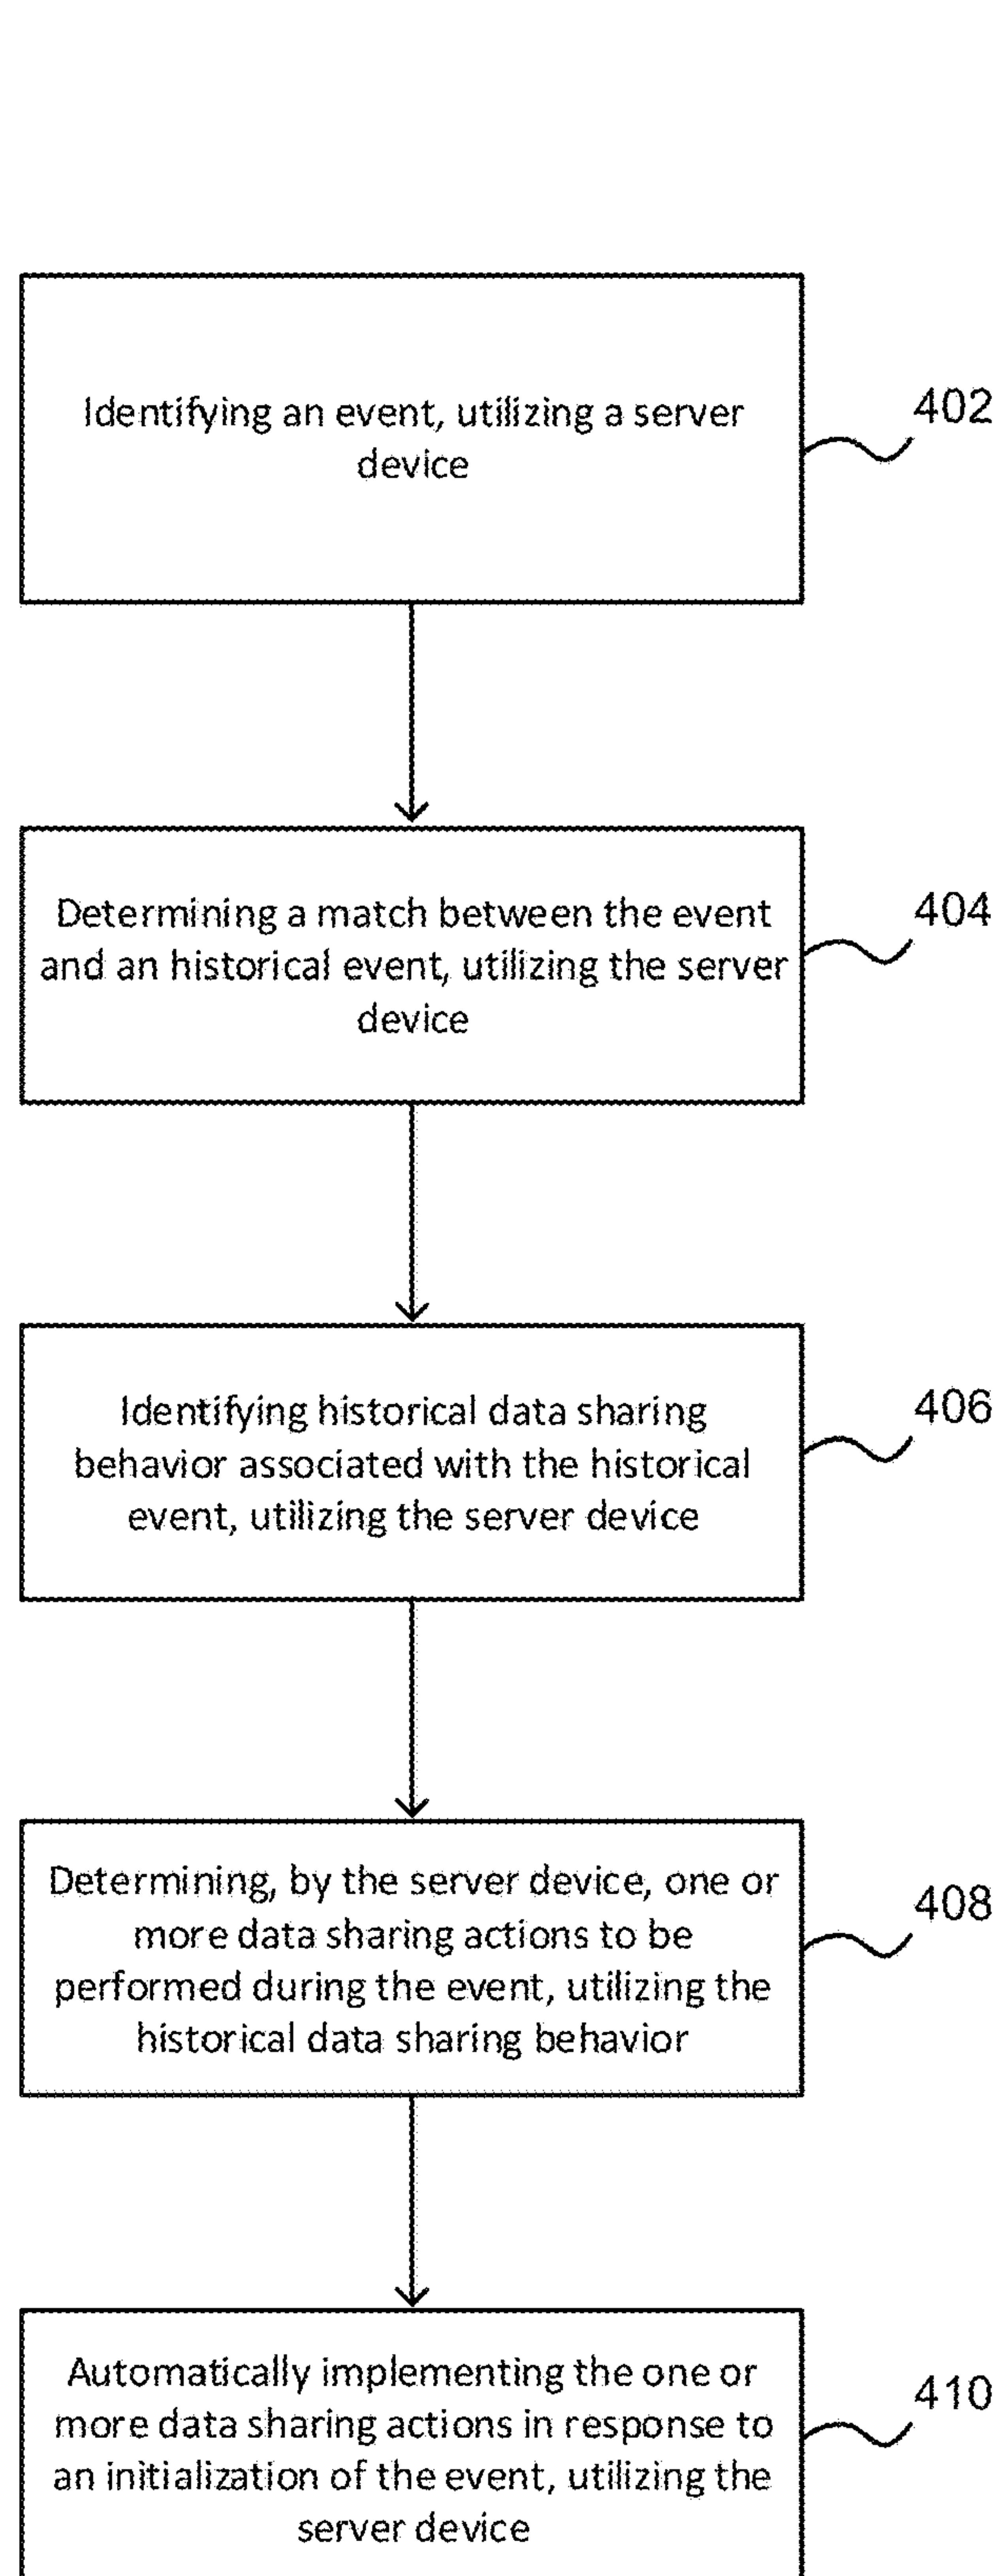 Identifying an event, utilizing a server
device
402
Determining a match between the event
and an historical event, utilizing the server
device
404
Identifying historical data sharing
behavior associated with the historical
event, utilizing the server device
406
Determining, by the server device, one or
more data sharing actions to be
performed during the event, utilizing the
historical data sharing behavior
408
Automatically implementing the one or
more data sharing actions in response to
an initialization of the event, utilizing the
server device
410